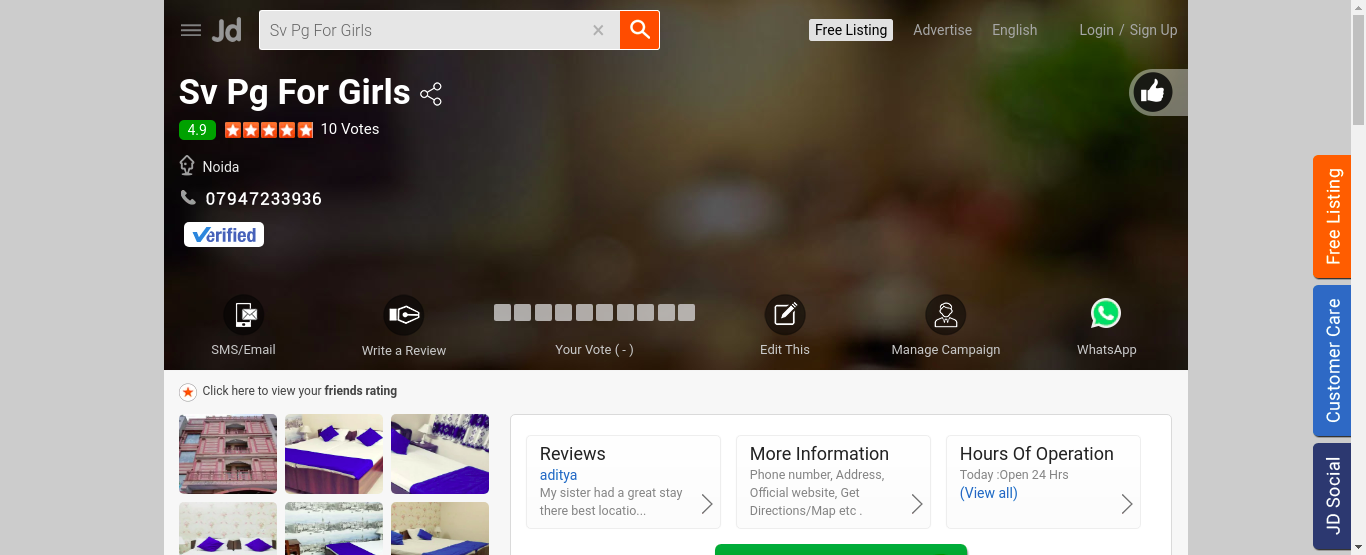 Jd
Sv Pg For Girls
Free Listing
Advertise
English
Login / Sign Up
Sv Pg For Girls
4.9
10 Votes
Noida
07947233936
Verified
SMS/Email
Write a Review
Your Vote ( - )
Edit This
Manage Campaign
WhatsApp
Click here to view your friends rating
Reviews
aditya
My sister had a great stay
there best locatio...
More Information
Phone number, Address,
Official website, Get
Directions/Map etc .
Hours Of Operation
Today :Open 24 Hrs
(View all)
Free Listing
Customer Care
JD Social